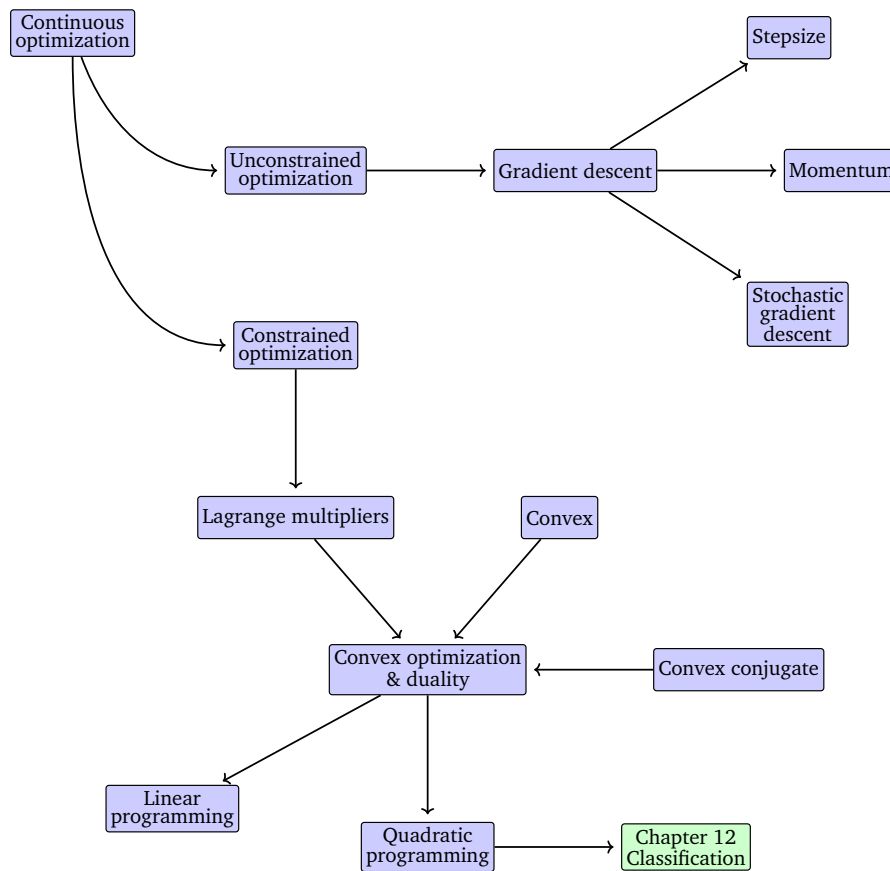 Continuous
optimization
Stepsize
Unconstrained
optimization
Gradient descent
Momentum
Stochastic
gradient
descent
Constrained
optimization
Lagrange multipliers
Convex
Convex optimization
& duality
Convex conjugate
Linear
programming
Quadratic
programming
Chapter 12
Classification